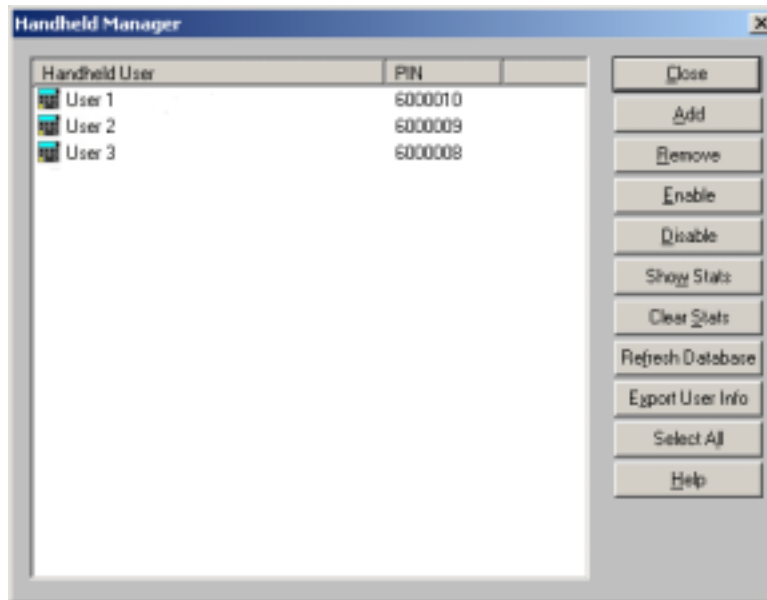 Handheld Manager
Handheld User PIN
User 1 6000010
User 2 6000009
User 3 6000008
Close
Add
Remove
Enable
Disable
Show Stats
Clear Stats
Refresh Database
Export User Info
Select All
Help